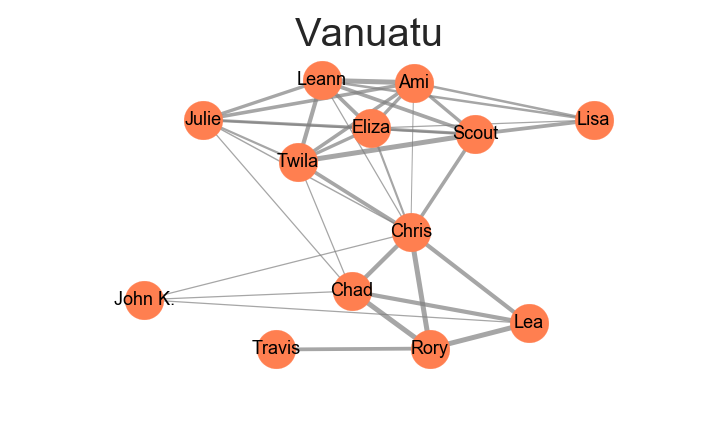 Vanuatu
Leann
Ami
Julie
Eliza
Scout
Lisa
Twila
Chris
Chad
John K.
Lea
Travis
Rory